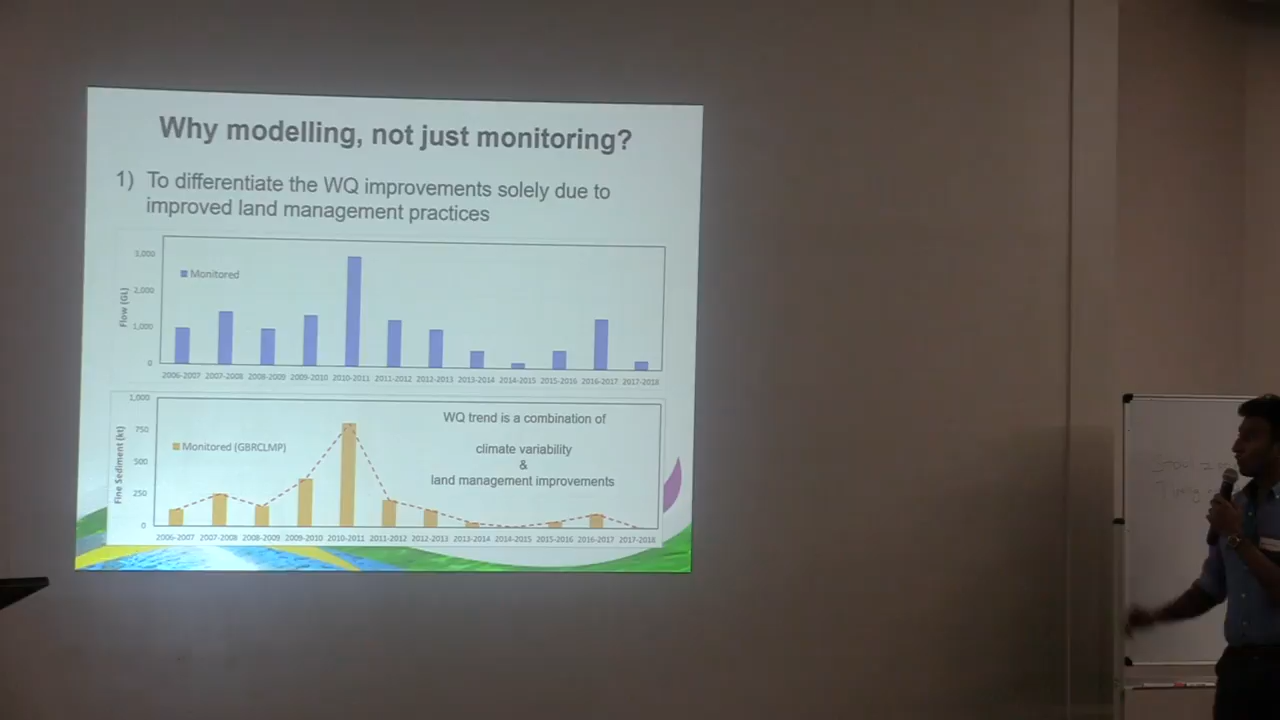 Why modelling, not just monitoring?
1) To differentiate the WQ improvements solely due to
improved land management practices
3,000
2,000
1,000
0
Flow (GL)
Monitored
2006-2007 2007-2008 2008-2009 2009-2010 2010-2011 2011-2012 2012-2013 2013-2014 2014-2015 2015-2016 2016-2017 2017-2018
1,000
750
500
250
0
Fine Sediment (kt)
Monitored (GBRCLMP)
WQ trend is a combination of
climate variability
&
land management improvements
2006-2007 2007-2008 2008-2009 2009-2010 2010-2011 2011-2012 2012-2013 2013-2014 2014-2015 2015-2016 2016-2017 2017-2018